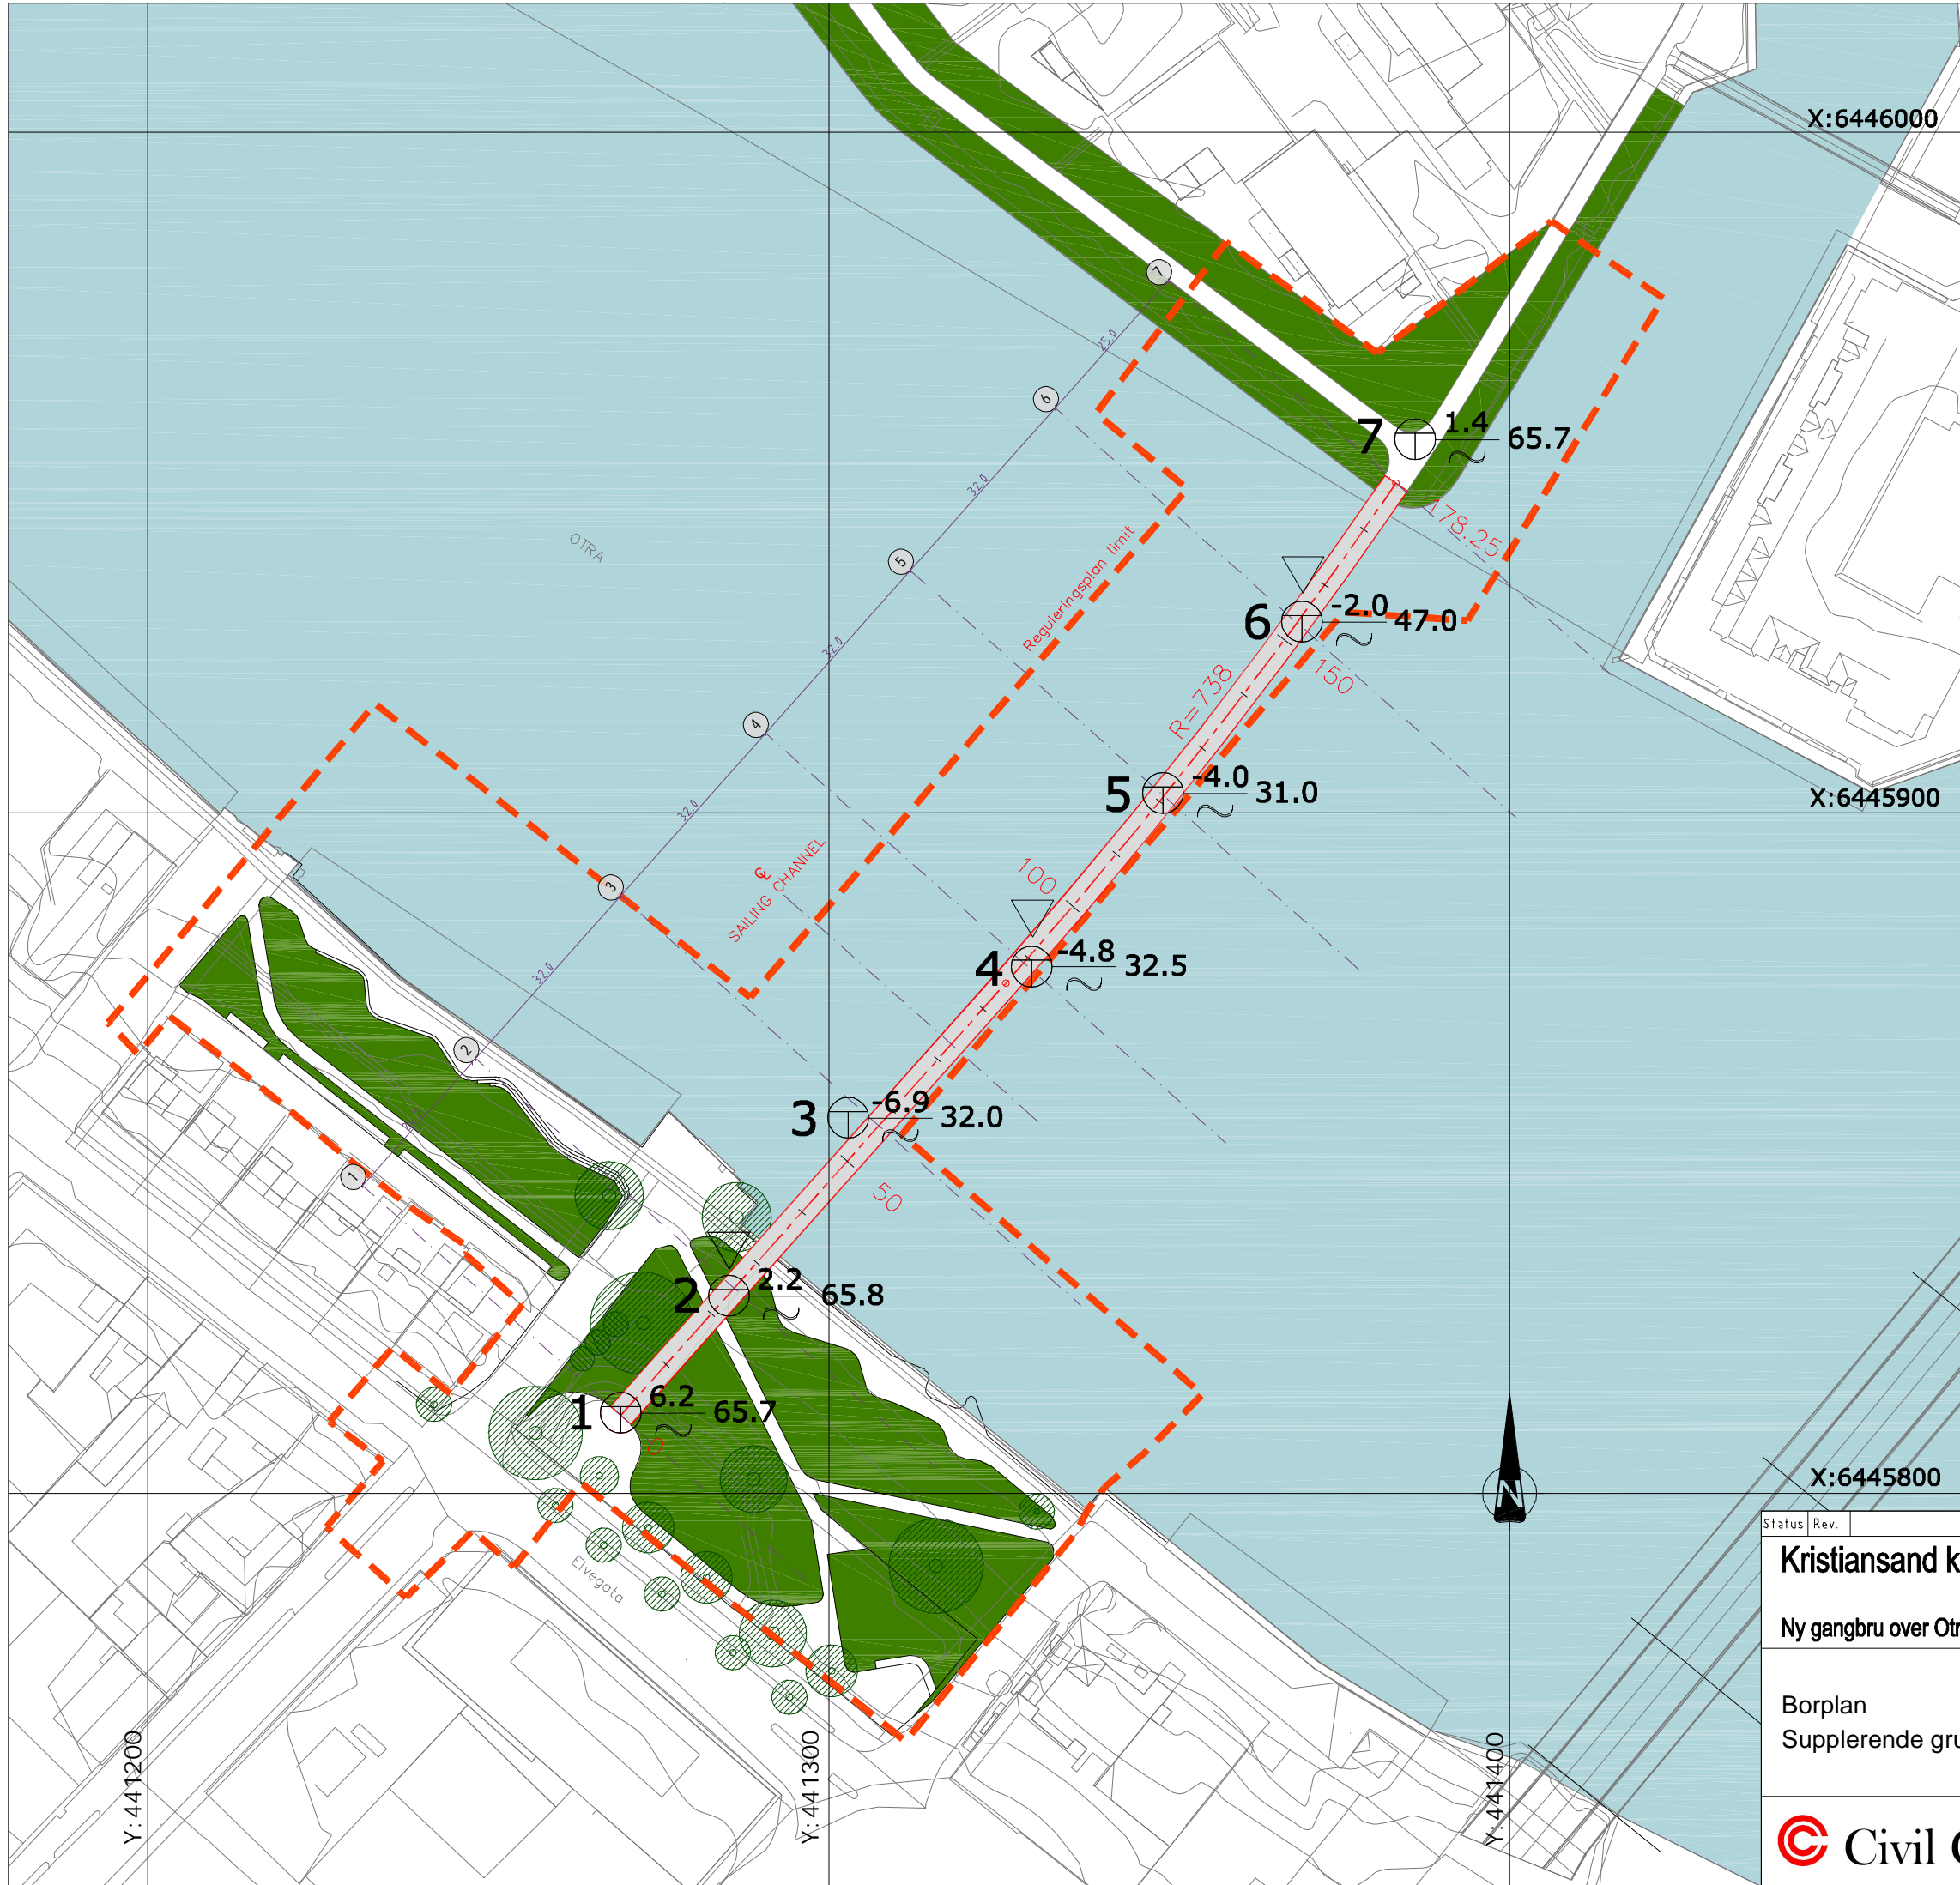 X:6446000
7
25.0
6
7
1.4
65.7
32.0
178.25
OTRA
5
Reguleringsplan limit
6
-2.0
47.0
32.0
150
R=738
4
5
-4.0
31.0
X:6445900
32.0
℄
SAILING CHANNEL
100
3
4
-4.8
32.5
32.0
2
3
-6.9
32.0
1
50
2
2.2
65.8
1
6.2
65.7
0
X:6445800
N
Elvegata
Status Rev.
Kristiansand k
Ny gangbru over Otr
Borplan
Supplerende gru
Y:441200
Y:441300
Y:441400
Civil